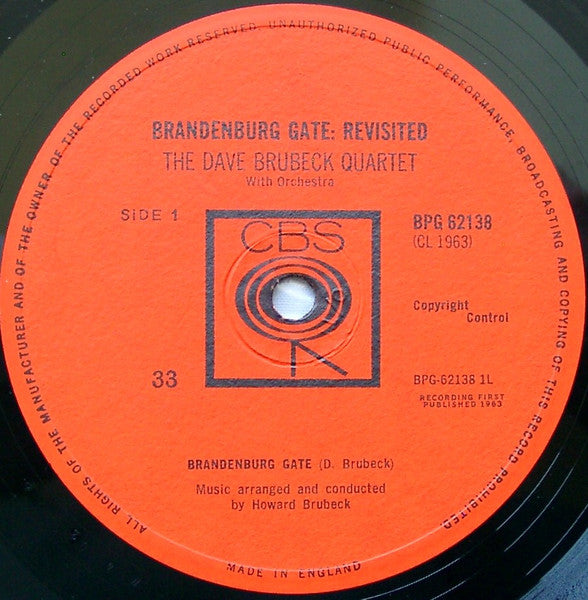 ALL RIGHTS OF THE MANUFACTURER AND OF THE OWNER OF THE RECORDED WORK RESERVED. UNAUTHORIZED PUBLIC PERFORMANCE, BROADCASTING AND COPYING OF THIS RECORD PROHIBITED.
BRANDENBURG GATE: REVISITED
THE DAVE BRUBECK QUARTET
With Orchestra
SIDE 1
CBS
BPG 62138
(CL 1963)
Copyright
Control
33
BPG-62138 1L
RECORDING FIRST
PUBLISHED 1963
BRANDENBURG GATE (D. Brubeck)
Music arranged and conducted
by Howard Brubeck
MADE IN ENGLAND